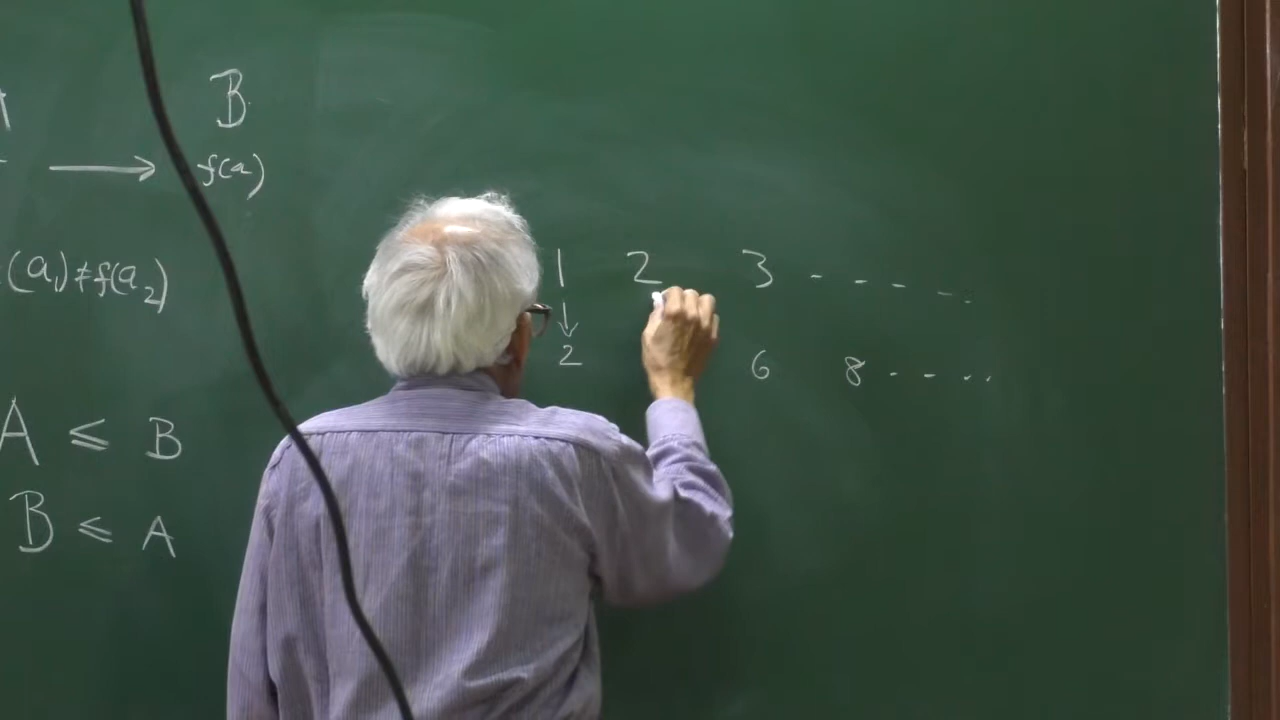 B
→ f(a)
(a₁) ≠ f(a₂)
A ⩽ B
B ⩽ A
1 2 3 - - - - ..
↓
2 6 8 - - - ..